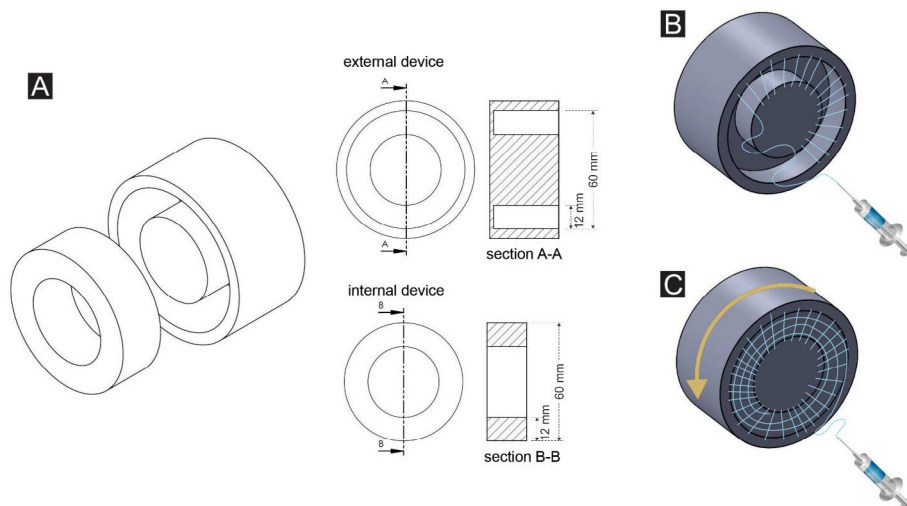 A
external device
A
A
60 mm
12 mm
section A-A
internal device
B
B
60 mm
12 mm
section B-B
B
C